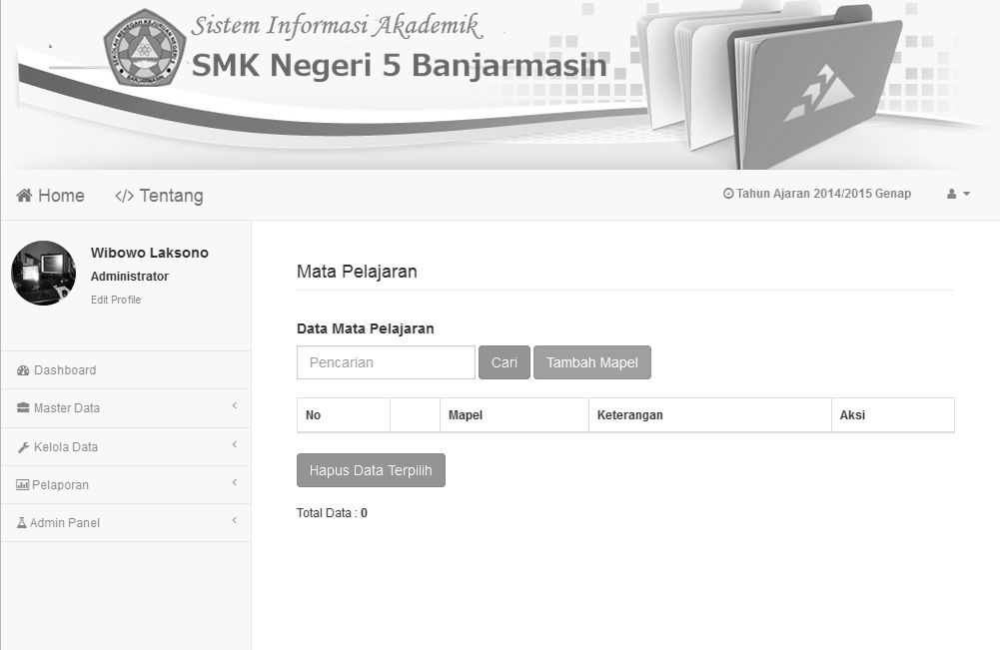 Sistem Informasi Akademik
SMK Negeri 5 Banjarmasin
BANJARMASIN
Home
Tentang
Tahun Ajaran 2014/2015 Genap
Wibowo Laksono
Administrator
Edit Profile
Dashboard
Master Data
Kelola Data
Pelaporan
Admin Panel
Mata Pelajaran
Data Mata Pelajaran
Pencarian
Cari
Tambah Mapel
No Mapel Keterangan Aksi
Hapus Data Terpilih
Total Data : 0